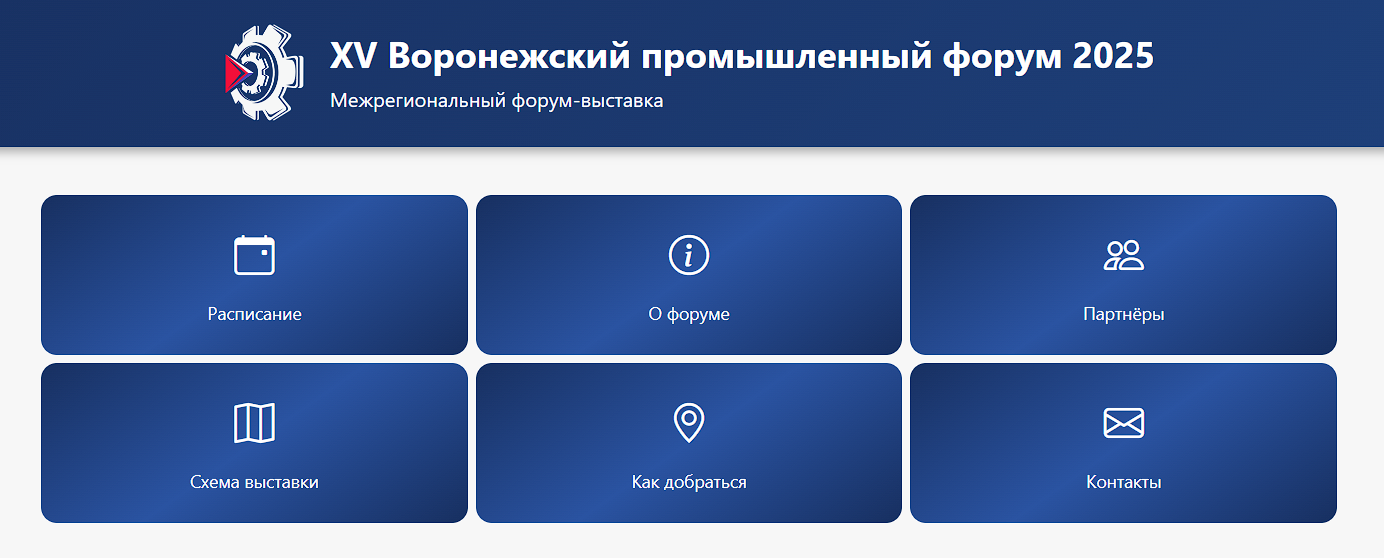 XV Воронежский промышленный форум 2025
Межрегиональный форум-выставка
Расписание
О форуме
Партнёры
Схема выставки
Как добраться
Контакты